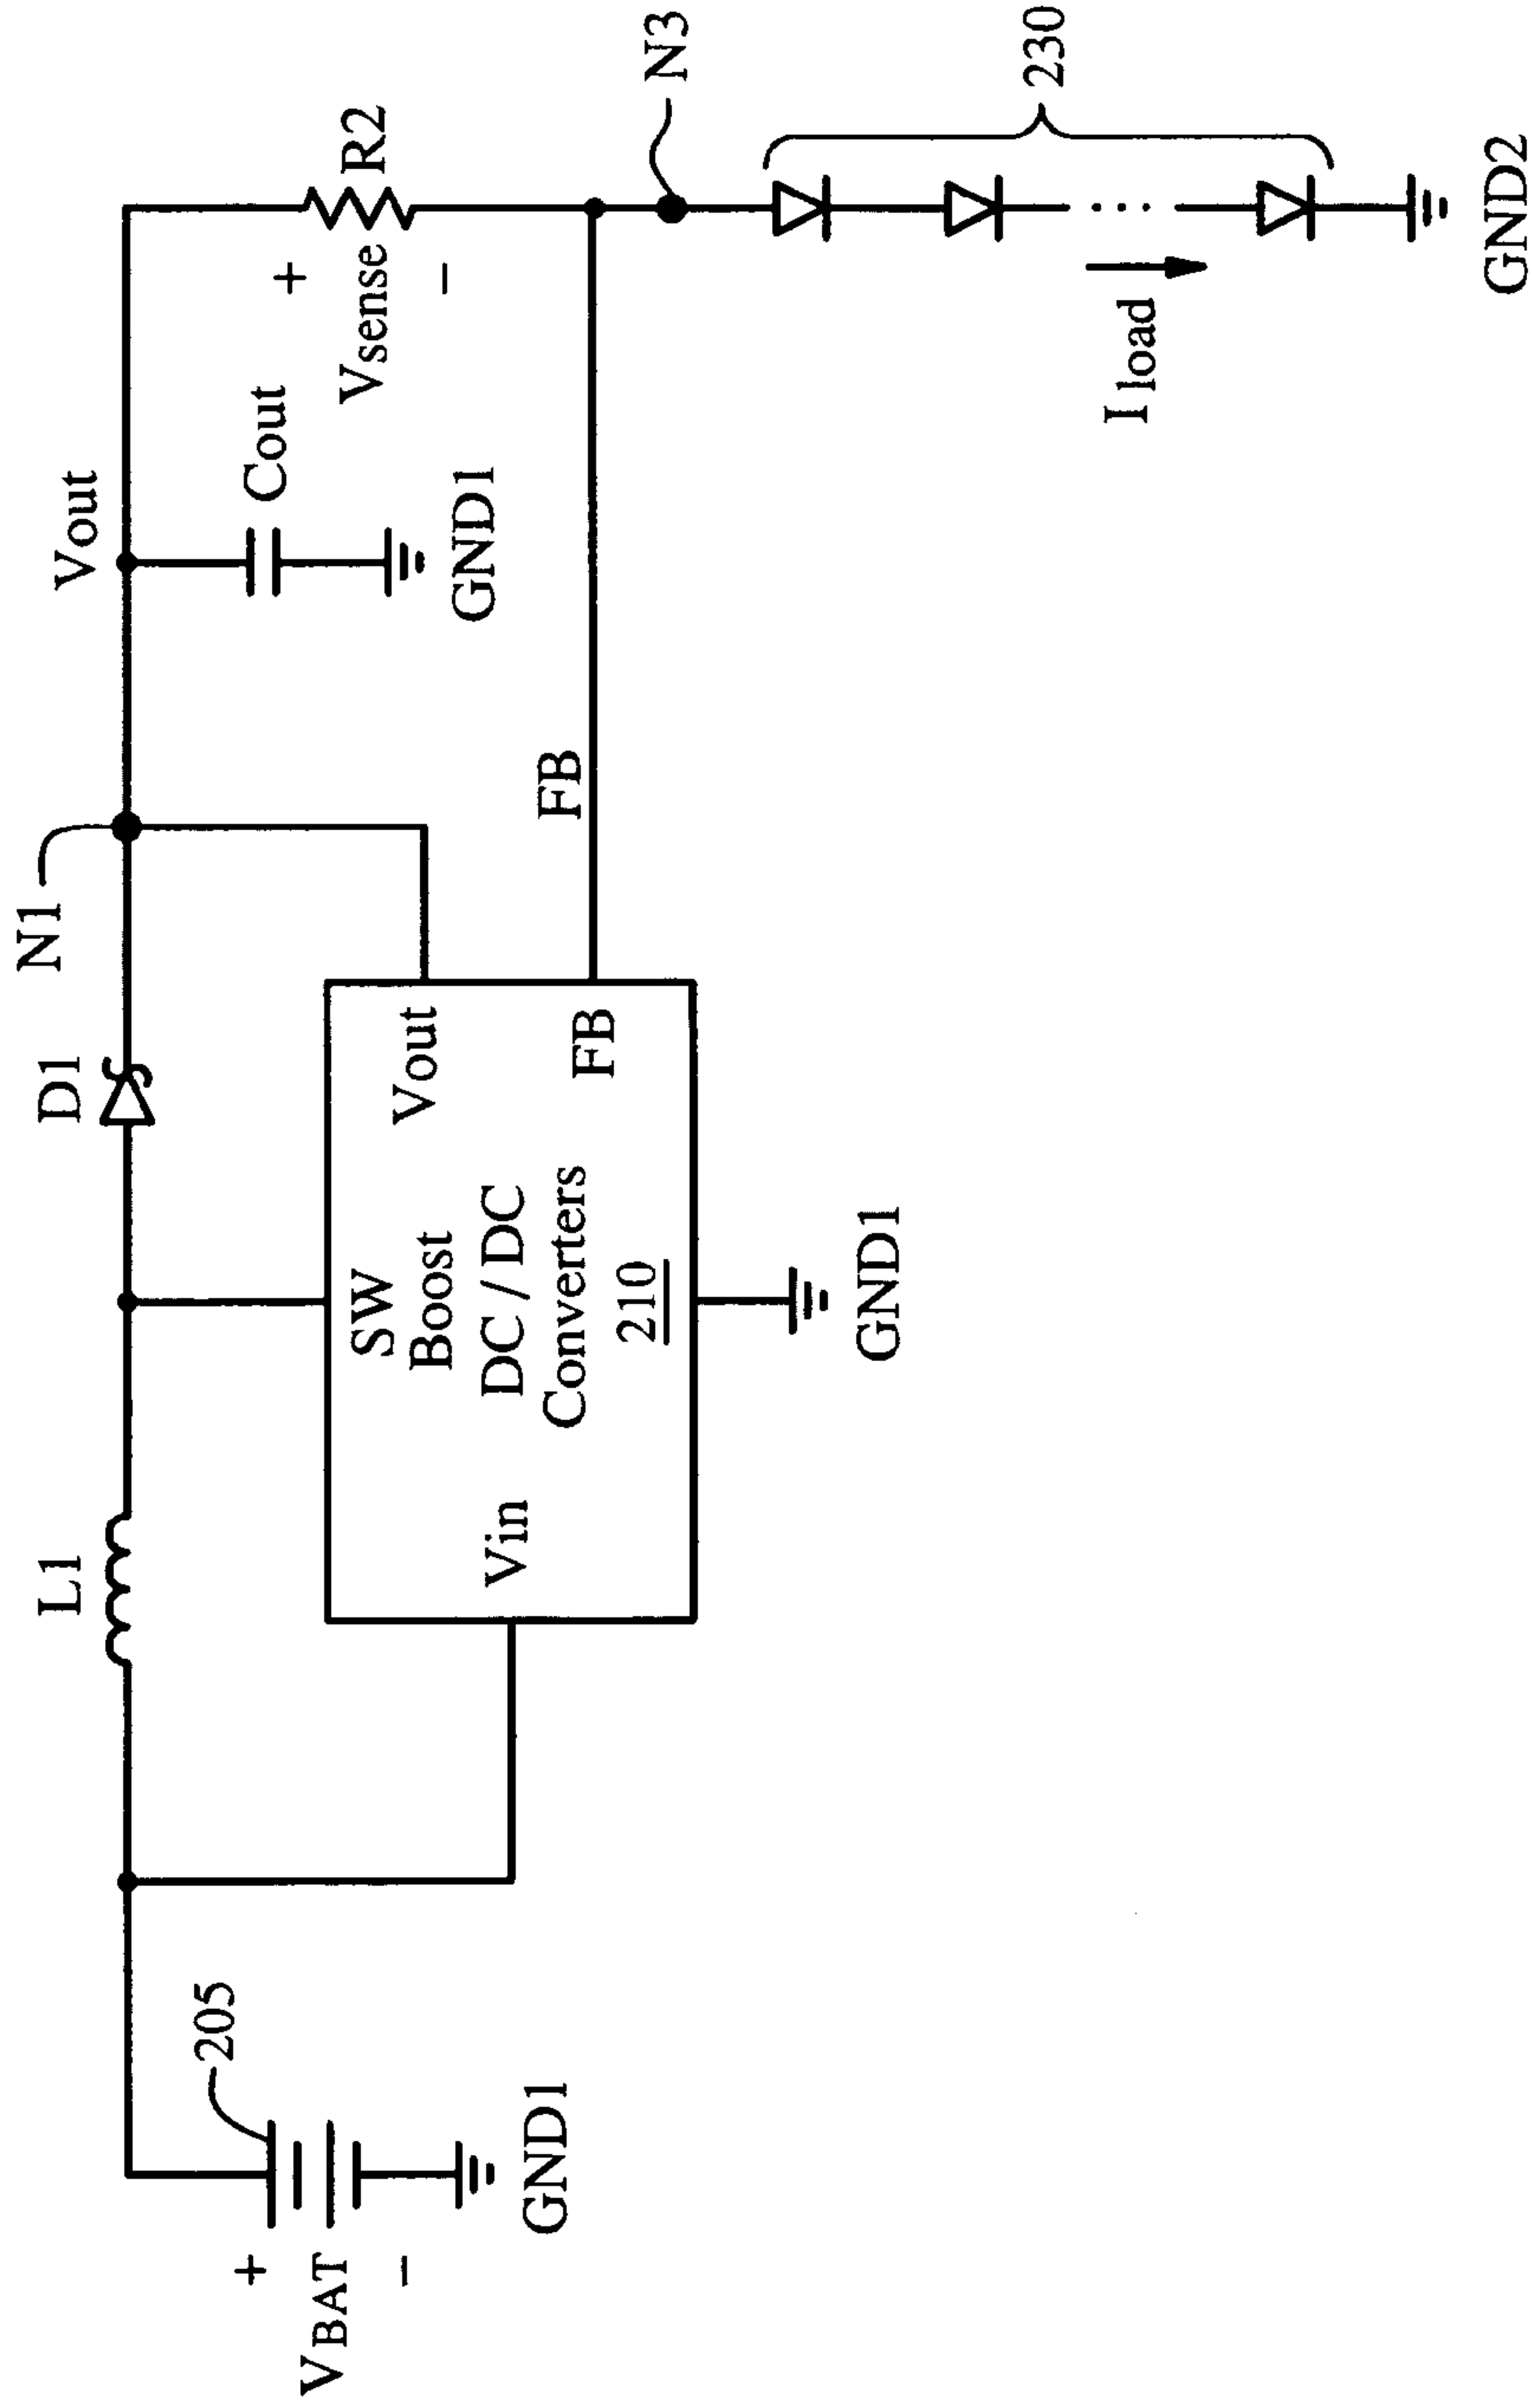 N1
Vout
L1
D1
Cout
R2
+
Vsense
–
GND1
205
+
VBAT
–
GND1
SW
Boost
DC / DC
Converters
210
Vin
Vout
FB
FB
N3
GND1
I load
230
GND2